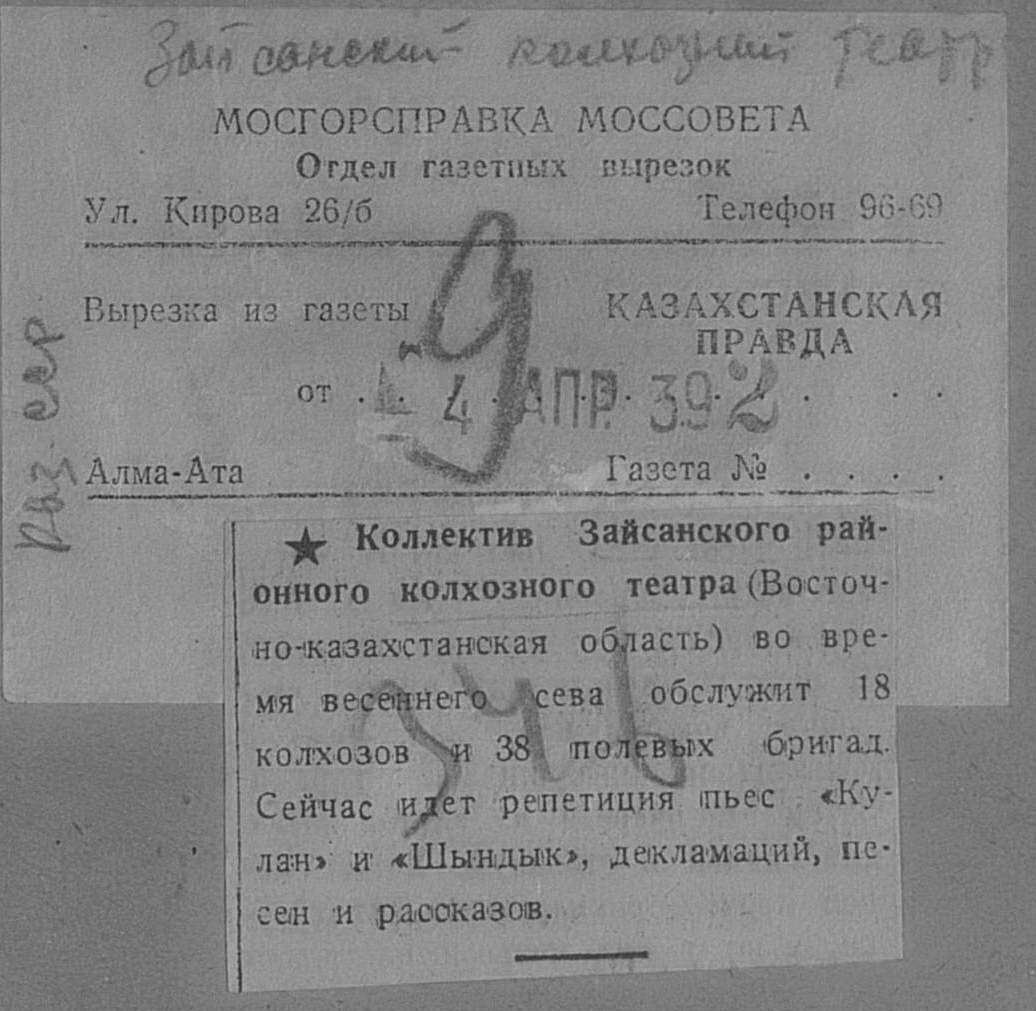 Зайсанский колхозный театр
МОСГОРСПРАВКА МОССОВЕТА
Отдел газетных вырезок
Ул. Кирова 26/б Телефон 96-69
Вырезка из газеты КАЗАХСТАНСКАЯ
ПРАВДА
от . . 4 АПР. 39 2 . . .
9
Алма-Ата Газета № . . . .
★ Коллектив Зайсанского рай-
онного колхозного театра (Восточ-
но-казахстанская область) во вре-
мя весеннего сева обслужит 18
колхозов и 38 полевых бригад.
Сейчас идет репетиция пьес «Ку-
лан» и «Шындык», декламаций, пе-
сен и рассказов.